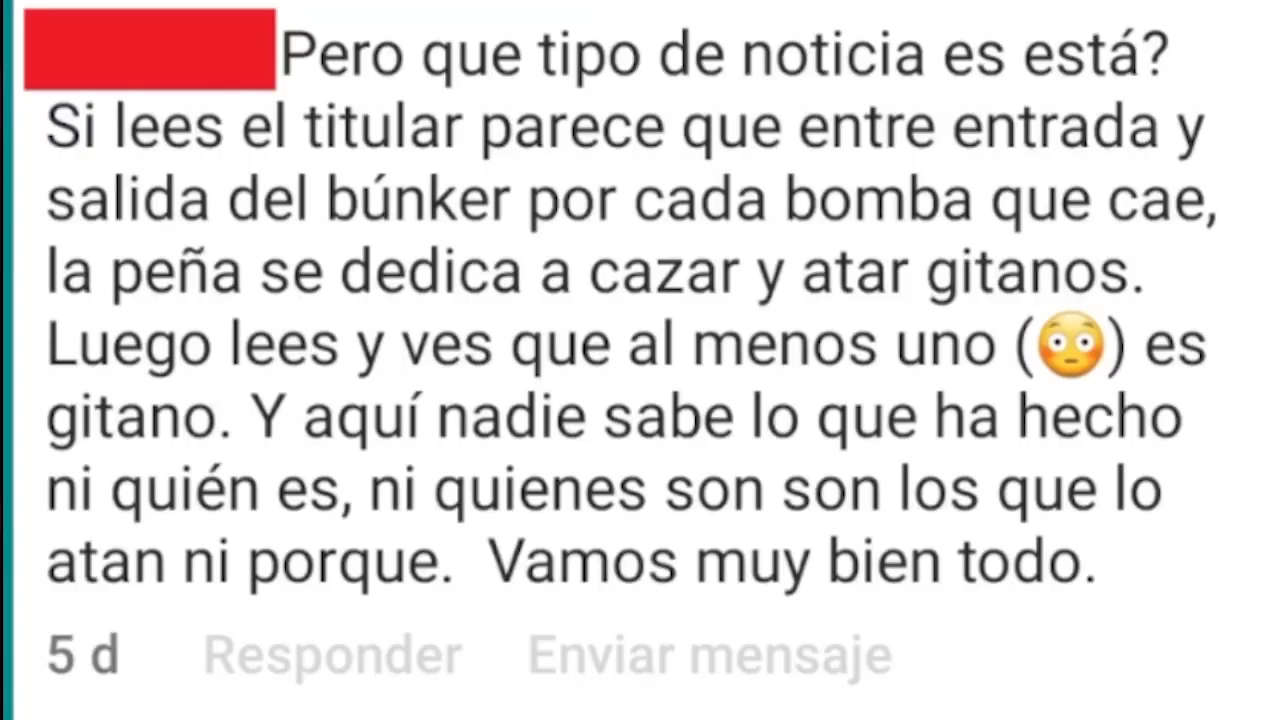 Pero que tipo de noticia es está?
Si lees el titular parece que entre entrada y
salida del búnker por cada bomba que cae,
la peña se dedica a cazar y atar gitanos.
Luego lees y ves que al menos uno (😳) es
gitano. Y aquí nadie sabe lo que ha hecho
ni quién es, ni quienes son son los que lo
atan ni porque.  Vamos muy bien todo.
5 d Responder Enviar mensaje